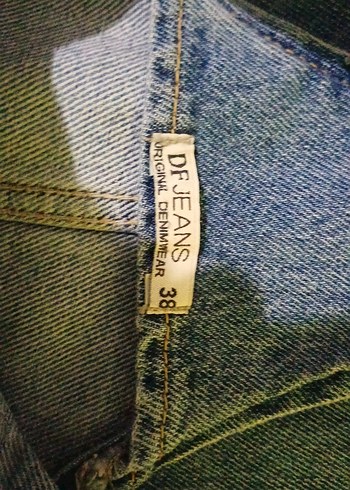 DF JEANS
ORIGINAL DENIMWEAR
38